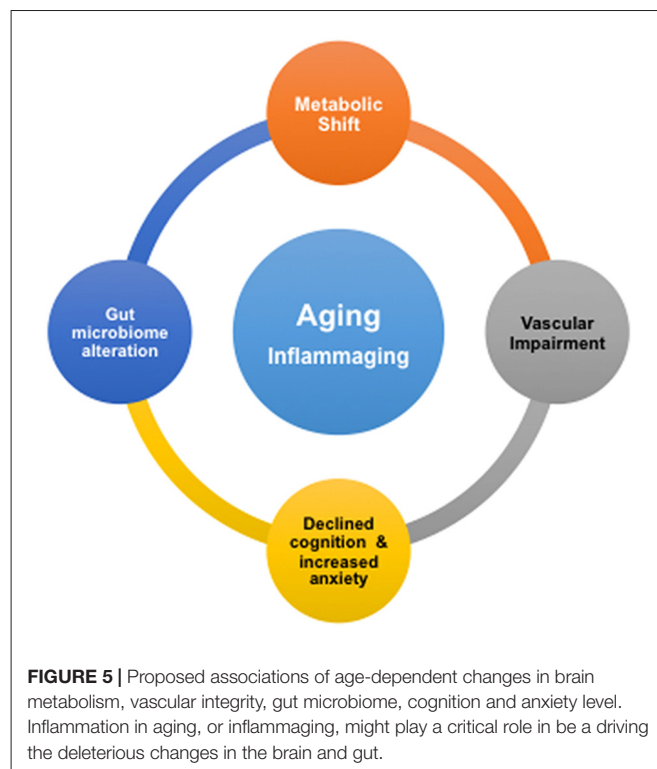 Metabolic
Shift
Gut
microbiome
alteration
Aging
Inflammaging
Vascular
Impairment
Declined
cognition &
increased
anxiety
FIGURE 5 | Proposed associations of age-dependent changes in brain
metabolism, vascular integrity, gut microbiome, cognition and anxiety level.
Inflammation in aging, or inflammaging, might play a critical role in be a driving
the deleterious changes in the brain and gut.